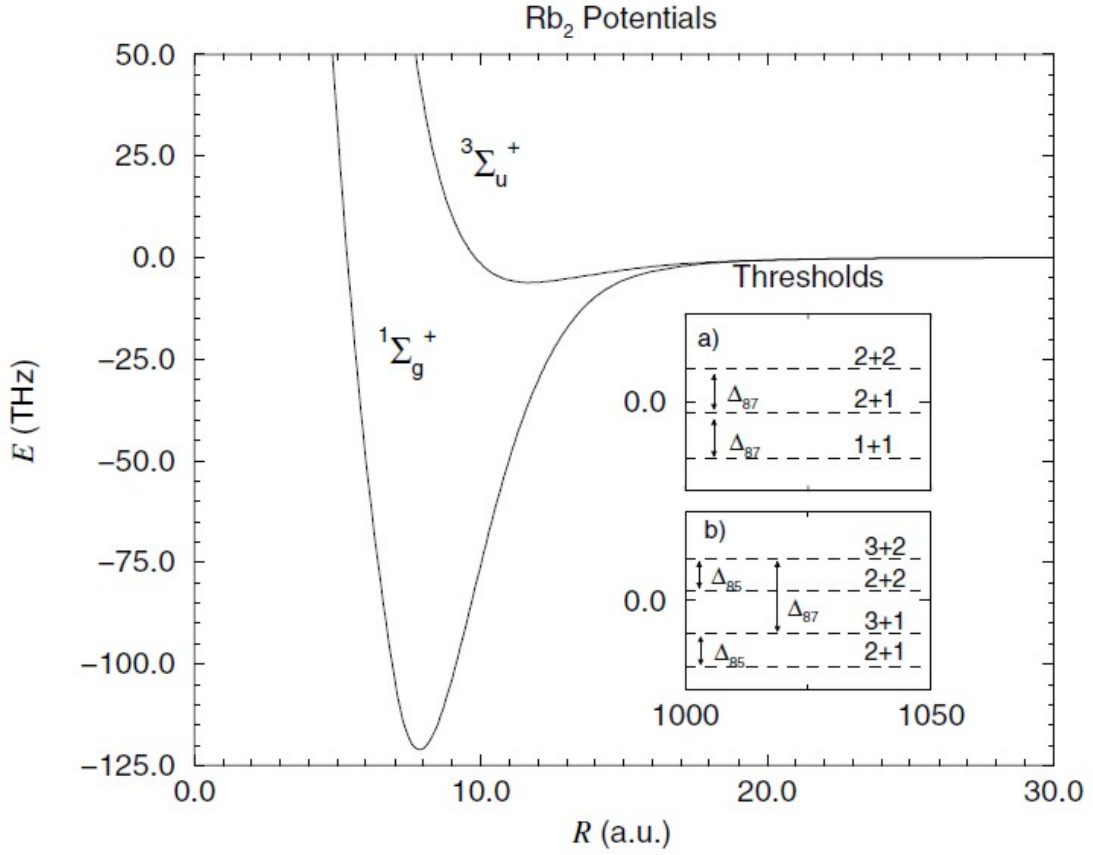 Rb₂ Potentials
50.0
25.0
0.0
−25.0
−50.0
−75.0
−100.0
−125.0
E (THz)
³Σᵤ⁺
¹Σg⁺
Thresholds
a)
2+2
0.0
Δ₈₇
2+1
Δ₈₇
1+1
b)
3+2
Δ₈₅
2+2
0.0
Δ₈₇
3+1
Δ₈₅
2+1
1000 1050
0.0 10.0 20.0 30.0
R (a.u.)